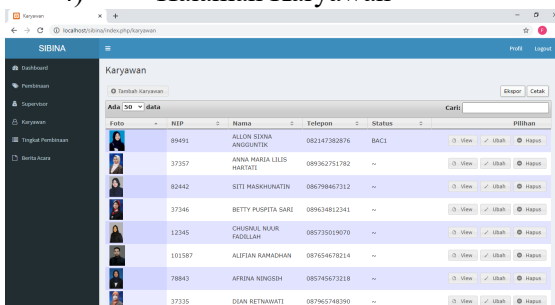 Halaman Karyawan
Karyawan
localhost/sibina/index.php/karyawan
SIBINA
Profil Logout
Dashboard
Pembinaan
Supervisor
Karyawan
Tingkat Pembinaan
Berita Acara
Karyawan
Tambah Karyawan
Ekspor Cetak
Ada 50 data
Cari:
Foto NIP Nama Telepon Status Pilihan
89491 ALLON SIXNA ANGGUNTIK 082147382876 BAC1 View Ubah Hapus
37357 ANNA MARIA LILIS HARTATI 089362751782 ~ View Ubah Hapus
82442 SITI MASKHUNATIN 086798467312 ~ View Ubah Hapus
37346 BETTY PUSPITA SARI 089634812341 ~ View Ubah Hapus
12345 CHUSNUL NUUR FADILLAH 085735019070 ~ View Ubah Hapus
101587 ALIFIAN RAMADHAN 087654678214 ~ View Ubah Hapus
78843 AFRINA NINGSIH 085745673218 ~ View Ubah Hapus
37335 DIAN RETNAWATI 087965748390 ~ View Ubah Hapus